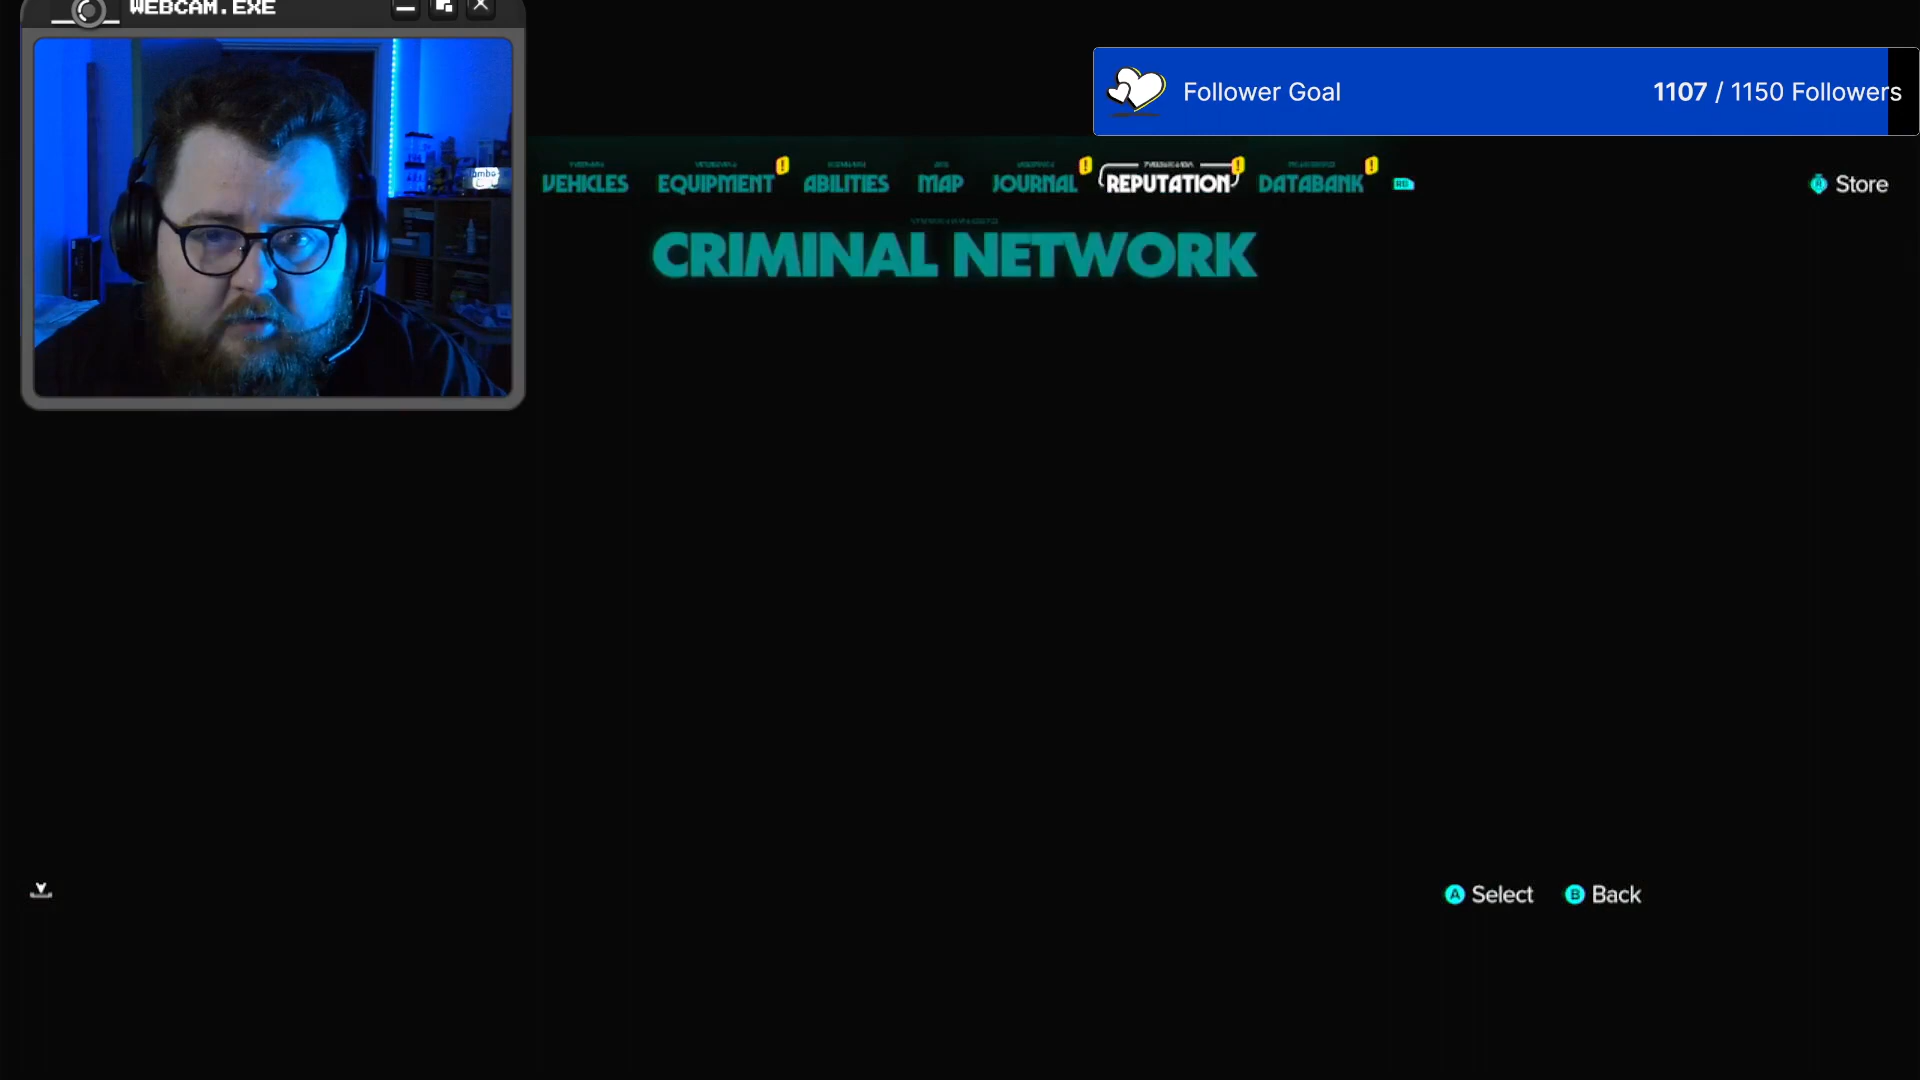 WEBCAM.EXE
Follower Goal
1107 / 1150 Followers
VEHICLES
EQUIPMENT
ABILITIES
MAP
JOURNAL
REPUTATION
DATABANK
RB
R
Store
CRIMINAL NETWORK
A Select
B Back